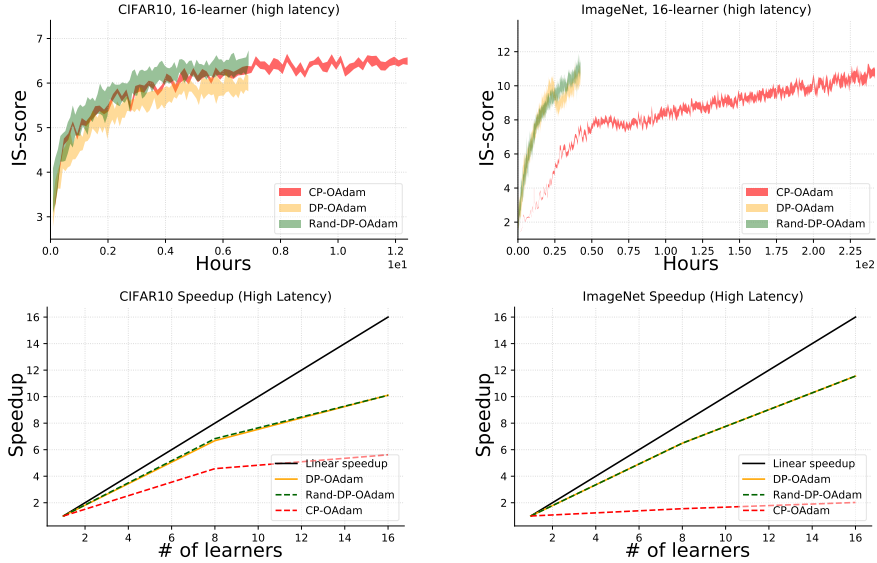 CIFAR10, 16-learner (high latency)
IS-score
7
6
5
4
3
0.0 0.2 0.4 0.6 0.8 1.0 1.2
1e1
Hours
CP-OAdam
DP-OAdam
Rand-DP-OAdam
ImageNet, 16-learner (high latency)
IS-score
12
10
8
6
4
2
0.00 0.25 0.50 0.75 1.00 1.25 1.50 1.75 2.00 2.25
1e2
Hours
CP-OAdam
DP-OAdam
Rand-DP-OAdam
CIFAR10 Speedup (High Latency)
Speedup
16
14
12
10
8
6
4
2
2 4 6 8 10 12 14 16
# of learners
Linear speedup
DP-OAdam
Rand-DP-OAdam
CP-OAdam
ImageNet Speedup (High Latency)
Speedup
16
14
12
10
8
6
4
2
2 4 6 8 10 12 14 16
# of learners
Linear speedup
DP-OAdam
Rand-DP-OAdam
CP-OAdam